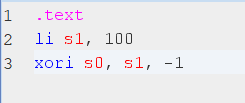 1 .text
2 li s1, 100
3 xori s0, s1, -1